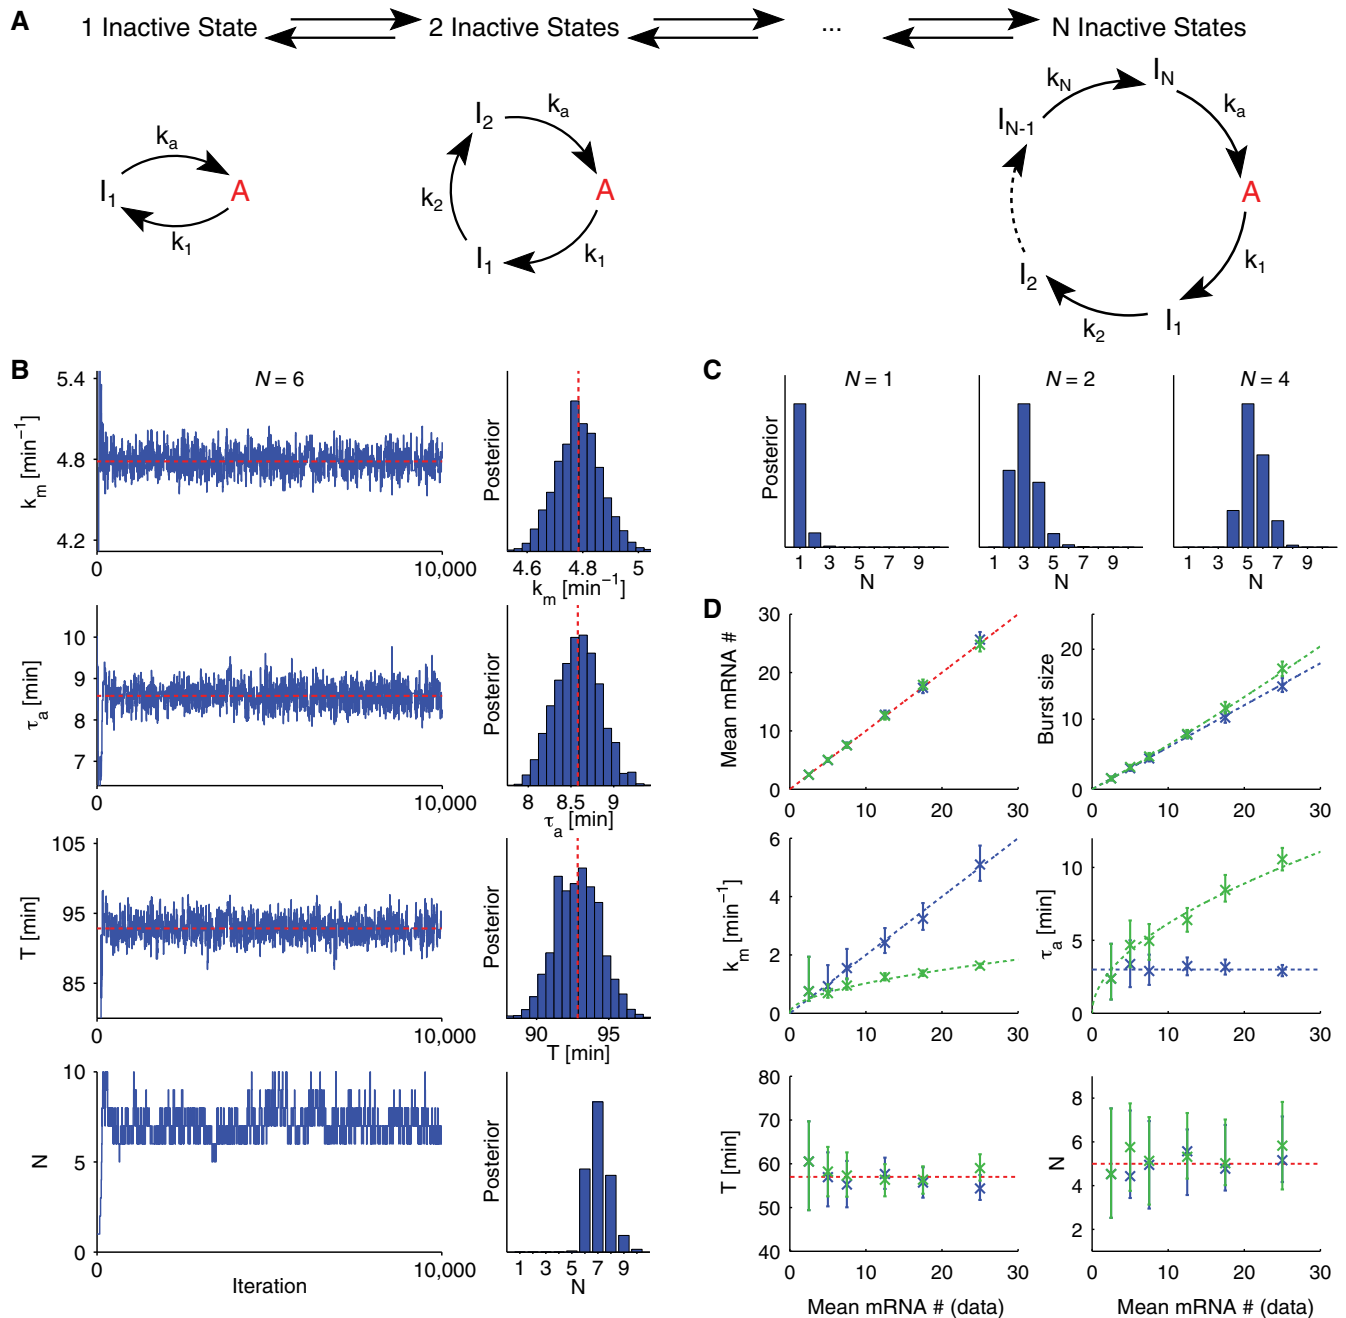 A
1 Inactive State
2 Inactive States
...
N Inactive States
k_a
I_1
A
k_1
I_2
k_a
k_2
A
I_1
k_1
k_N
I_N
k_a
I_{N-1}
A
k_1
I_2
k_2
I_1
B
N = 6
5.4
4.8
4.2
k_m [min⁻¹]
0
10,000
Posterior
4.6
4.8
5
k_m [min⁻¹]
10
9
8
7
τ_a [min]
0
10,000
Posterior
8
8.5
9
τ_a [min]
105
95
85
T [min]
0
10,000
Posterior
90
95
T [min]
10
5
0
N
0
10,000
Iteration
Posterior
1 3 5 7 9
N
C
N = 1
N = 2
N = 4
Posterior
1 3 5 7 9
N
1 3 5 7 9
N
1 3 5 7 9
N
D
30
20
10
0
Mean mRNA #
0 10 20 30
20
10
0
Burst size
0 10 20 30
6
4
2
0
k_m [min⁻¹]
0 10 20 30
10
5
0
τ_a [min]
0 10 20 30
80
70
60
50
40
T [min]
0 10 20 30
Mean mRNA # (data)
8
6
4
2
N
0 10 20 30
Mean mRNA # (data)